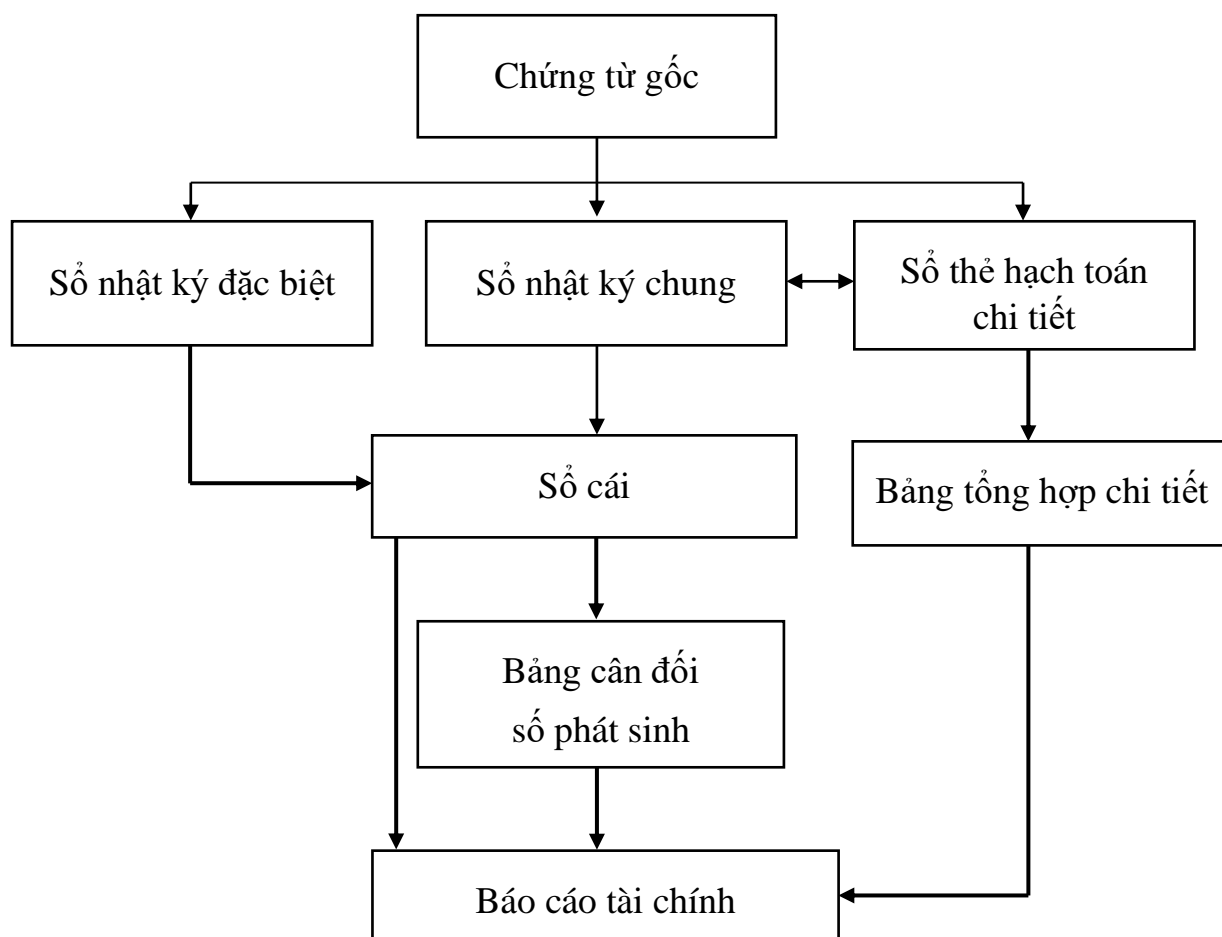 Chứng từ gốc
Sổ nhật ký đặc biệt
Sổ nhật ký chung
Sổ thẻ hạch toán
chi tiết
Sổ cái
Bảng tổng hợp chi tiết
Bảng cân đối
số phát sinh
Báo cáo tài chính